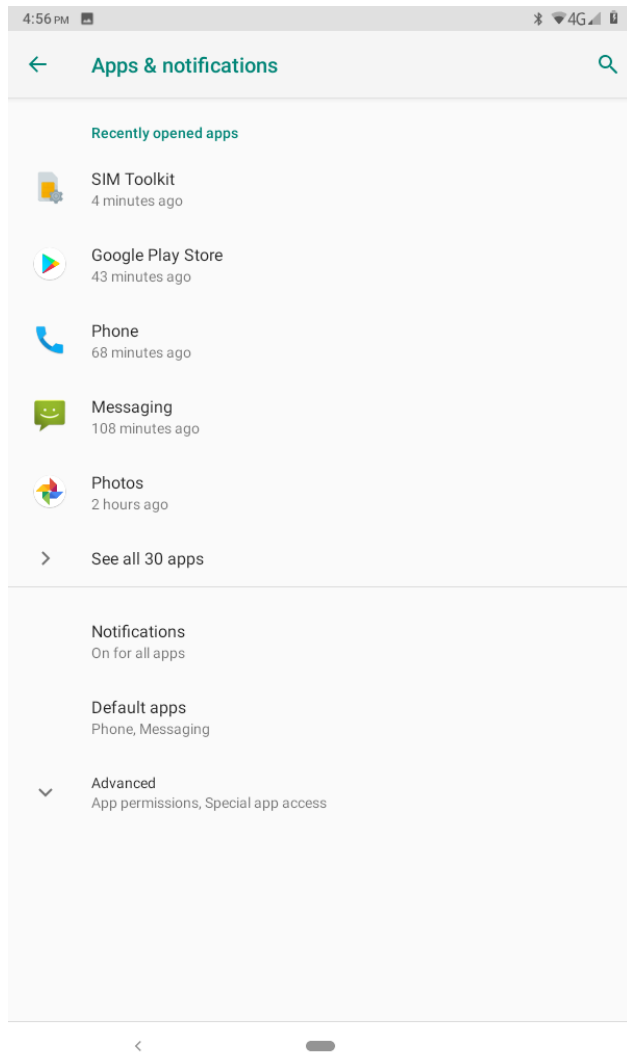 4:56 PM 4G
Apps & notifications
Recently opened apps
SIM Toolkit
4 minutes ago
Google Play Store
43 minutes ago
Phone
68 minutes ago
Messaging
108 minutes ago
Photos
2 hours ago
See all 30 apps
Notifications
On for all apps
Default apps
Phone, Messaging
Advanced
App permissions, Special app access